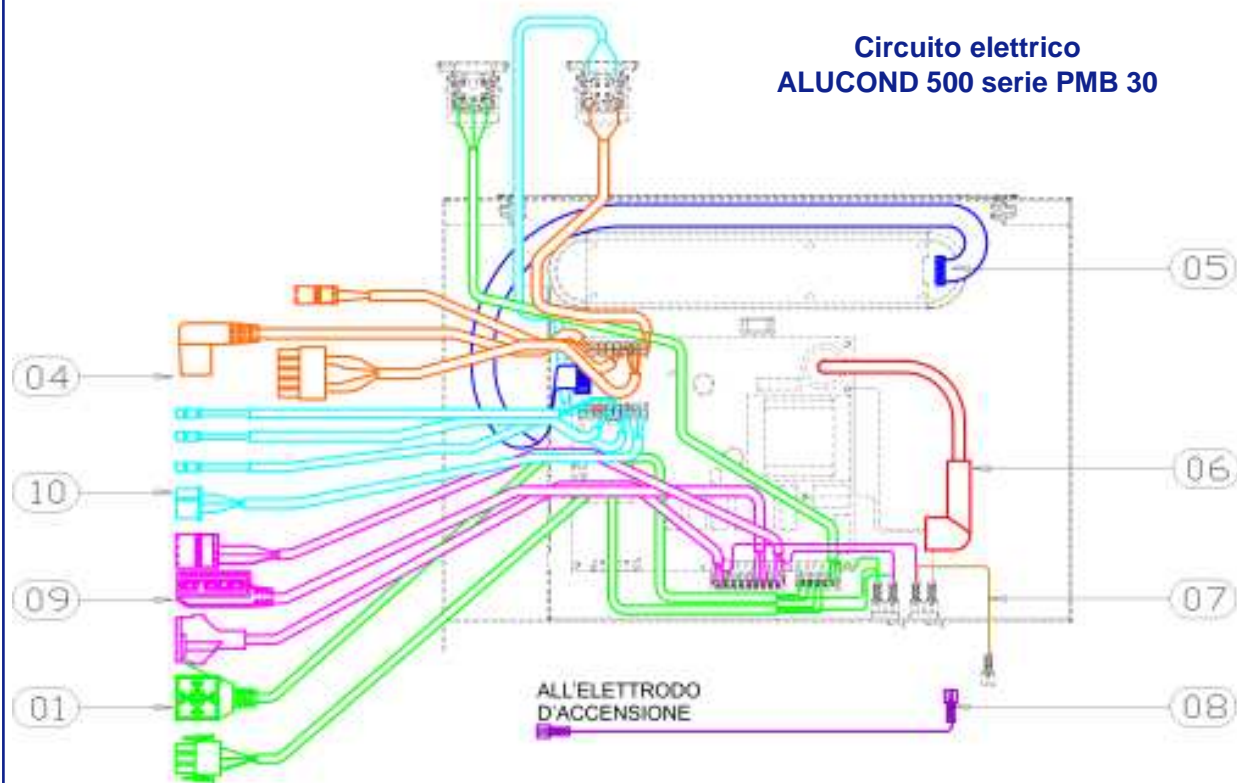 Circuito elettrico
ALUCOND 500 serie PMB 30
05
04
06
10
09
07
01
ALL'ELETTRODO
D'ACCENSIONE
08